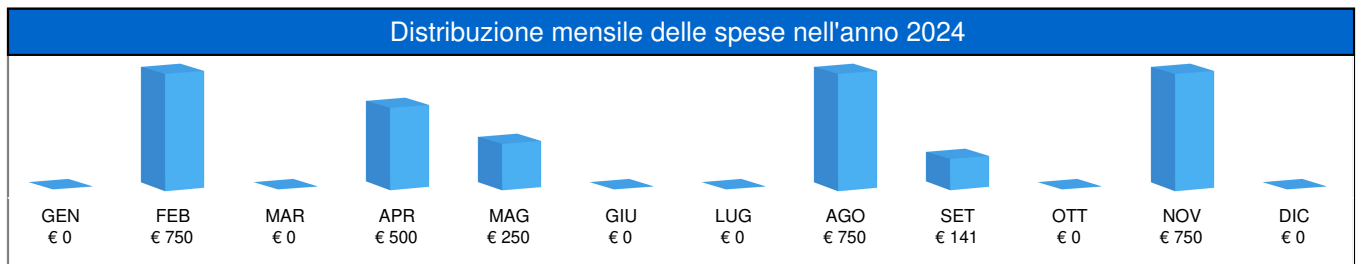 Distribuzione mensile delle spese nell'anno 2024
GEN FEB MAR APR MAG GIU LUG AGO SET OTT NOV DIC
€ 0 € 750 € 0 € 500 € 250 € 0 € 0 € 750 € 141 € 0 € 750 € 0